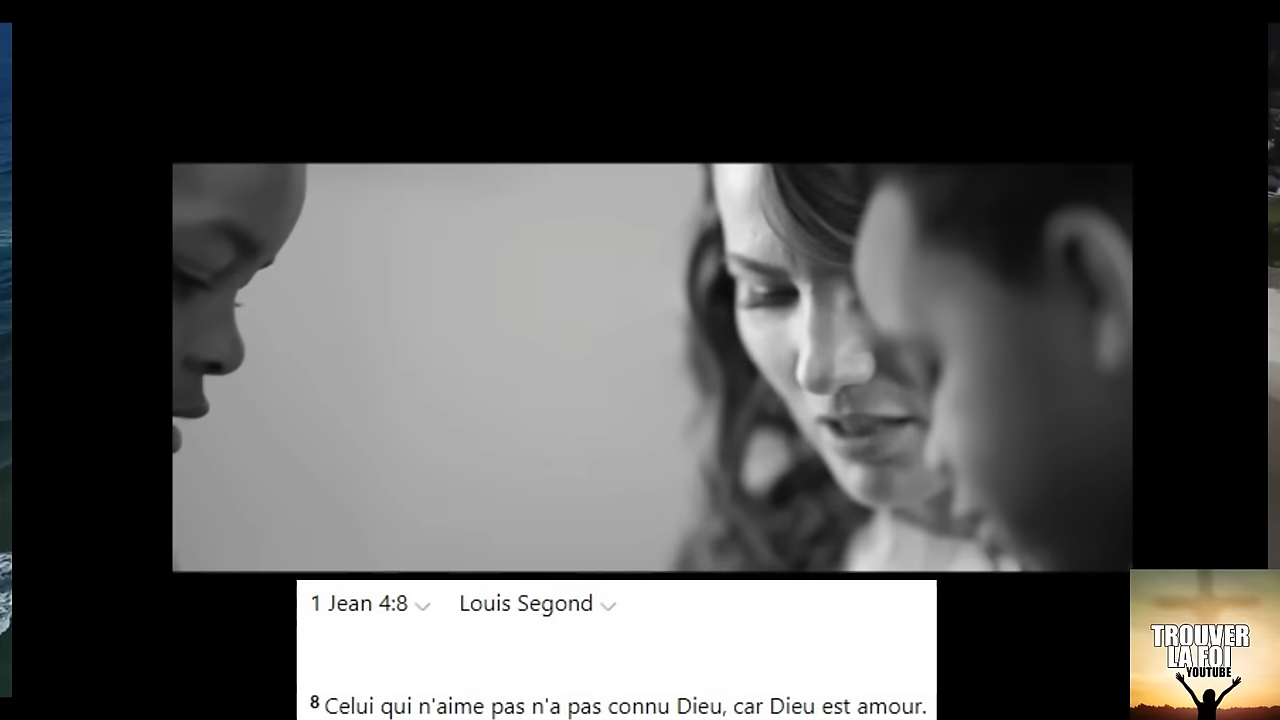 1 Jean 4:8 Louis Segond
8 Celui qui n'aime pas n'a pas connu Dieu, car Dieu est amour.
TROUVER
LA FOI
YOUTUBE